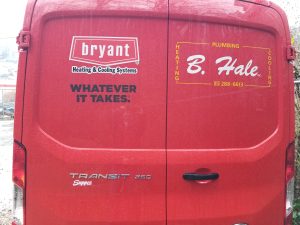 bryant
Heating & Cooling Systems
WHATEVER
IT TAKES.
PLUMBING
HEATING
B. Hale
COOLING
TRANSIT 250